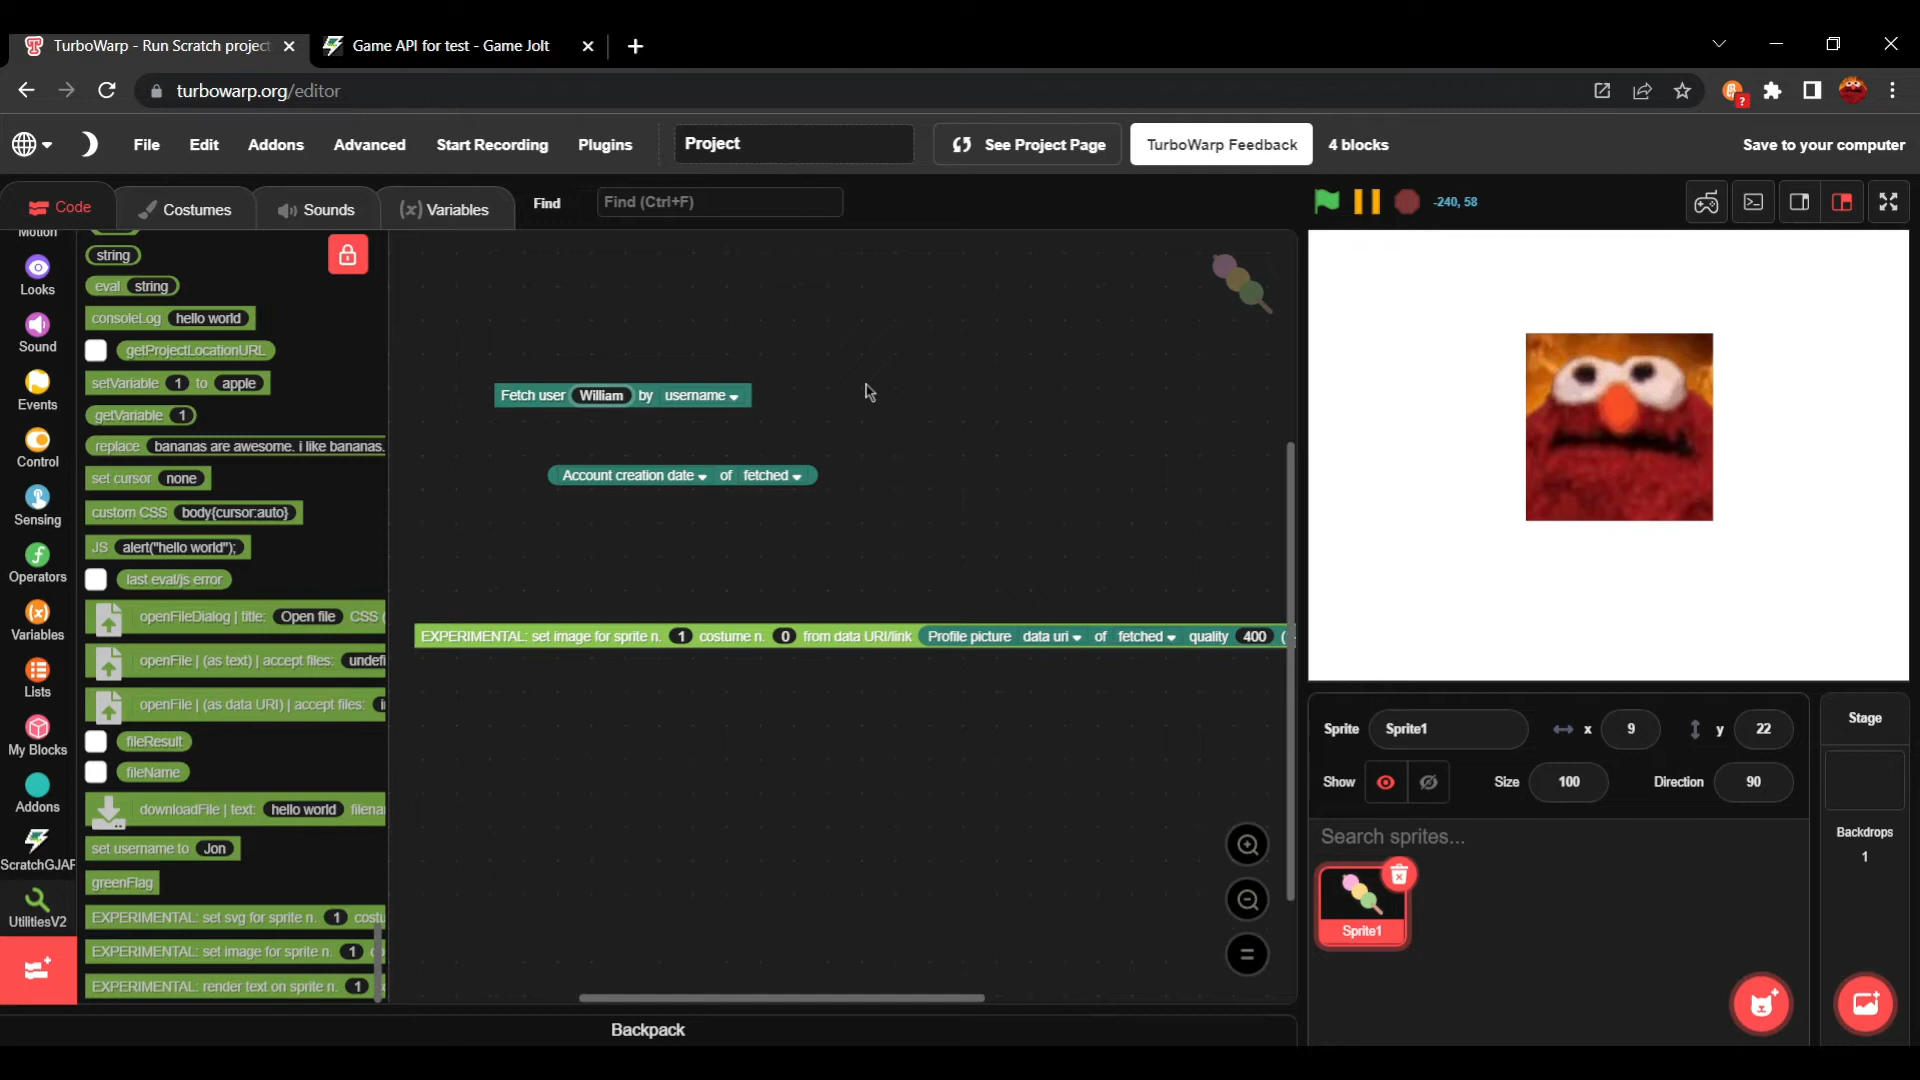 TurboWarp - Run Scratch project
Game API for test - Game Jolt
turbowarp.org/editor
?
File Edit Addons Advanced Start Recording Plugins Project See Project Page TurboWarp Feedback 4 blocks Save to your computer
Code Costumes Sounds (x) Variables Find Find (Ctrl+F) -240, 58
Motion
Looks
Sound
Events
Control
Sensing
Operators
Variables
Lists
My Blocks
Addons
ScratchGJAP
UtilitiesV2
string
eval string
consoleLog hello world
getProjectLocationURL
setVariable 1 to apple
getVariable 1
replace bananas are awesome. i like bananas.
set cursor none
custom CSS body{cursor:auto}
JS alert("hello world");
last eval/js error
openFileDialog | title: Open file CSS (
openFile | (as text) | accept files: undefi
openFile | (as data URI) | accept files:
fileResult
fileName
downloadFile | text: hello world filena
set username to Jon
greenFlag
EXPERIMENTAL: set svg for sprite n. 1 costu
EXPERIMENTAL: set image for sprite n. 1
EXPERIMENTAL: render text on sprite n. 1
Fetch user William by username
Account creation date of fetched
EXPERIMENTAL: set image for sprite n. 1 costume n. 0 from data URI/link Profile picture data uri of fetched quality 400 (
Backpack
Sprite Sprite1 x 9 y 22
Show Size 100 Direction 90
Search sprites...
Sprite1
Stage
Backdrops
1